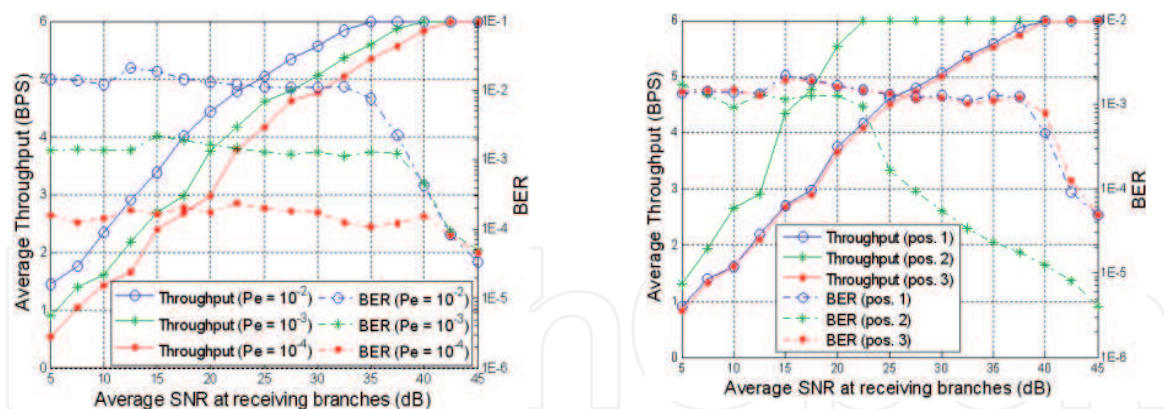 Average Throughput (BPS)
6
5
4
3
2
1
0
5 10 15 20 25 30 35 40 45
Average SNR at receiving branches (dB)
1E-1
1E-2
1E-3
1E-4
1E-5
1E-6
BER
Throughput (Pe = 10-2)
Throughput (Pe = 10-3)
Throughput (Pe = 10-4)
BER (Pe = 10-2)
BER (Pe = 10-3)
BER (Pe = 10-4)
Average Throughput (BPS)
6
5
4
3
2
1
0
5 10 15 20 25 30 35 40 45
Average SNR at receiving branches (dB)
1E-2
1E-3
1E-4
1E-5
1E-6
BER
Throughput (pos. 1)
Throughput (pos. 2)
Throughput (pos. 3)
BER (pos. 1)
BER (pos. 2)
BER (pos. 3)